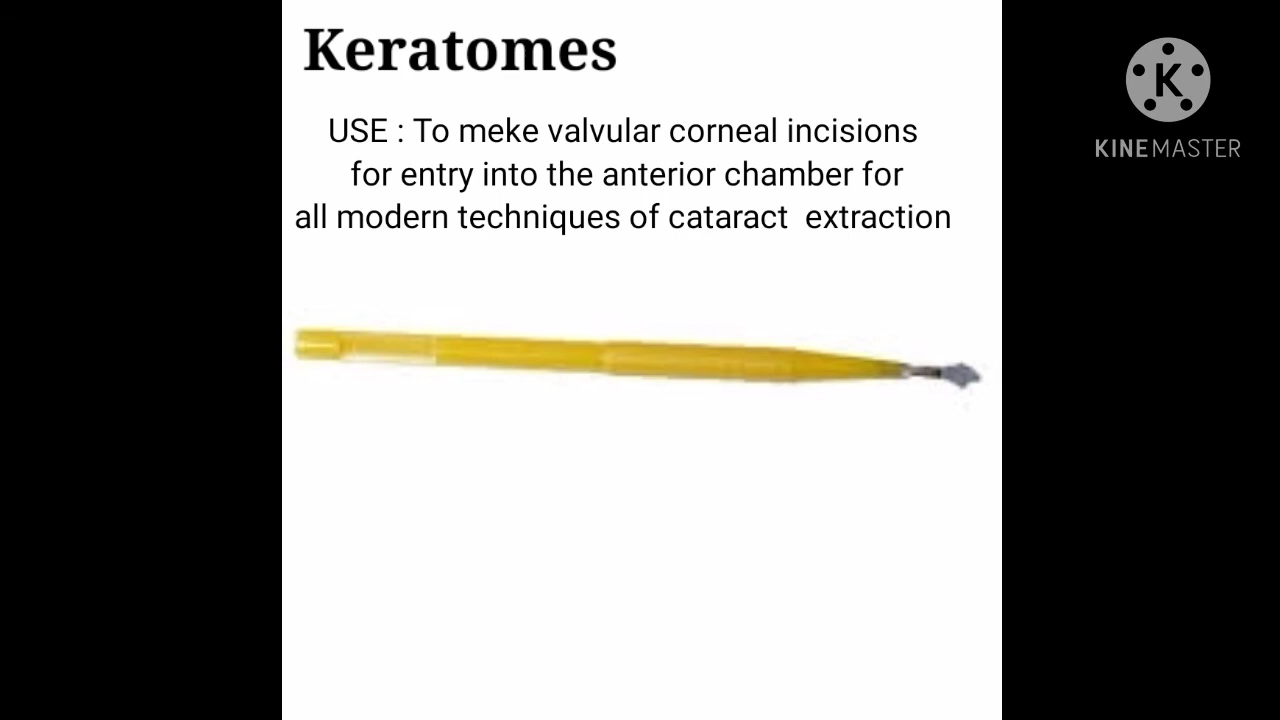 Keratomes
USE : To meke valvular corneal incisions
for entry into the anterior chamber for
all modern techniques of cataract  extraction
K
KINEMASTER